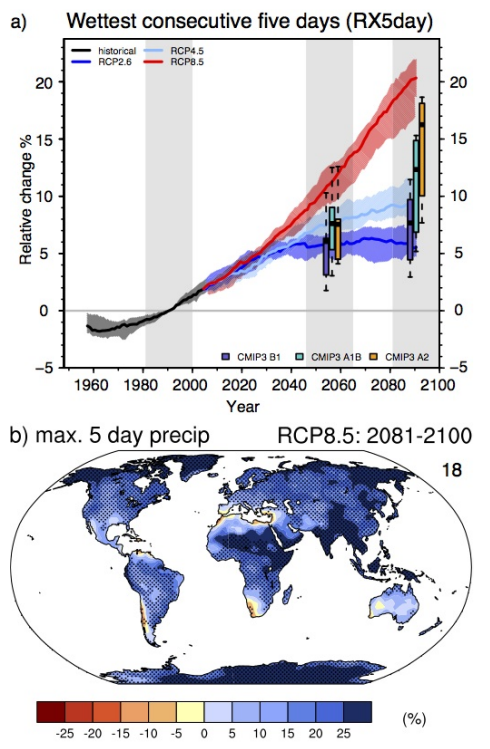 a) Wettest consecutive five days (RX5day)
historical RCP4.5
RCP2.6 RCP8.5
Relative change %
20 20
15 15
10 10
5 5
0 0
−5 −5
CMIP3 B1 CMIP3 A1B CMIP3 A2
1960 1980 2000 2020 2040 2060 2080 2100
Year
b) max. 5 day precip RCP8.5: 2081-2100
18
-25 -20 -15 -10 -5 0 5 10 15 20 25 (%)